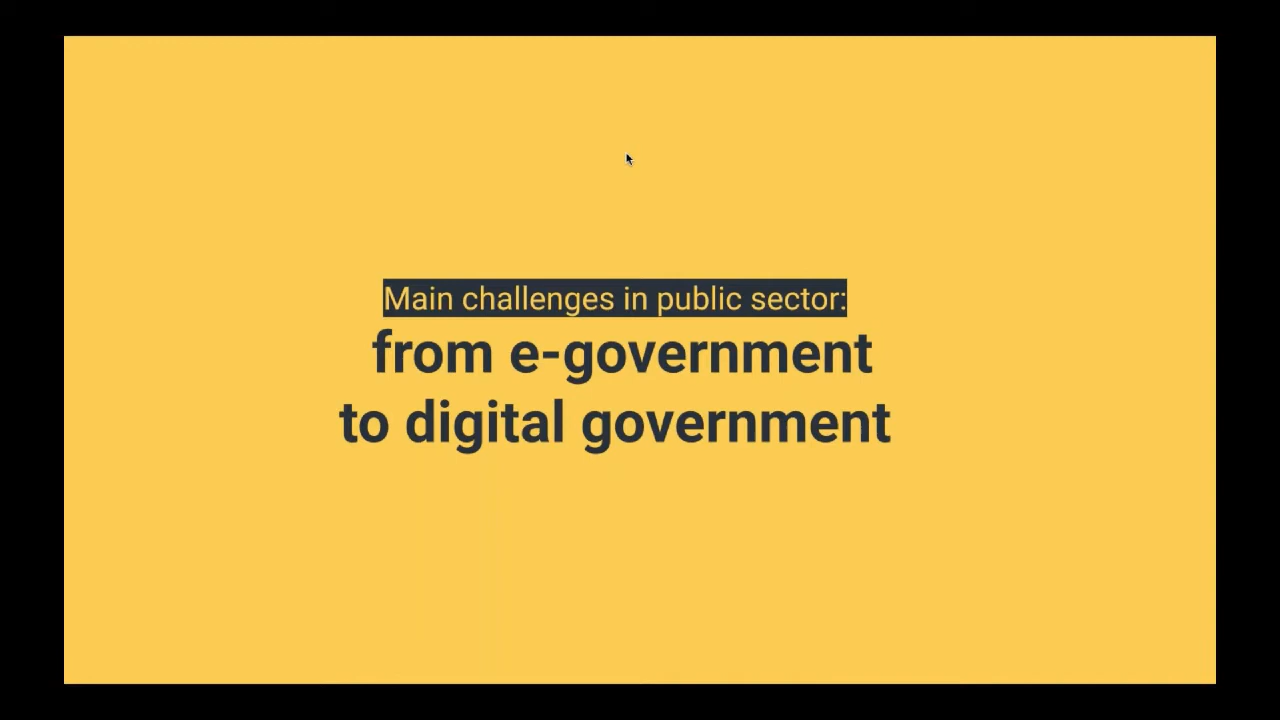 Main challenges in public sector:
from e-government
to digital government